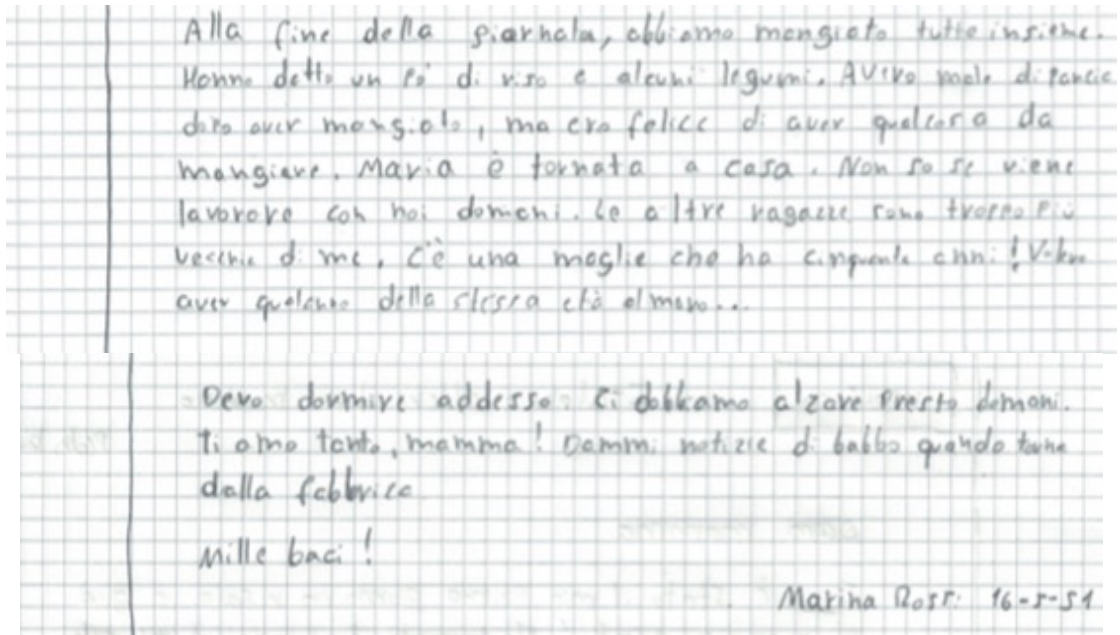 Alla fine della giornata, abbiamo mangiato tutte insieme.
Hanno detto un po' di riso e alcuni legumi. Avevo male di pancia
dopo aver mangiato, ma ero felice di aver qualcosa da
mangiare. Maria è tornata a casa. Non so se viene
lavorare con noi domani. Le altre ragazze sono troppo più
vecchie di me. C'è una moglie che ha cinquante anni!
aver qualcuno della stessa età almeno...
Devo dormire addesso. Ci dobbiamo alzare presto domani.
Ti amo tanto, mamma! Dammi notizie di babbo quando torna
dalla fabbrica
Mille baci!
Marina Rossi 16-5-51